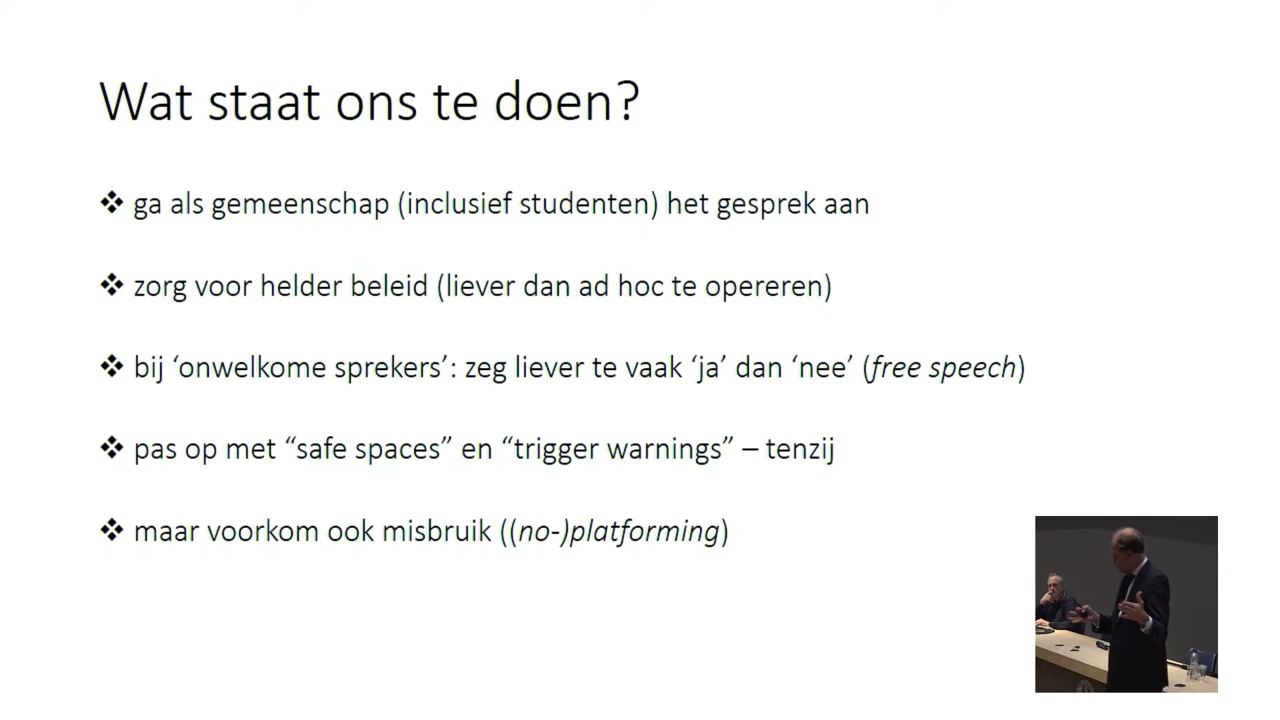 Wat staat ons te doen?
❖ ga als gemeenschap (inclusief studenten) het gesprek aan
❖ zorg voor helder beleid (liever dan ad hoc te opereren)
❖ bij ‘onwelkome sprekers’: zeg liever te vaak ‘ja’ dan ‘nee’ (free speech)
❖ pas op met “safe spaces” en “trigger warnings” – tenzij
❖ maar voorkom ook misbruik ((no-)platforming)